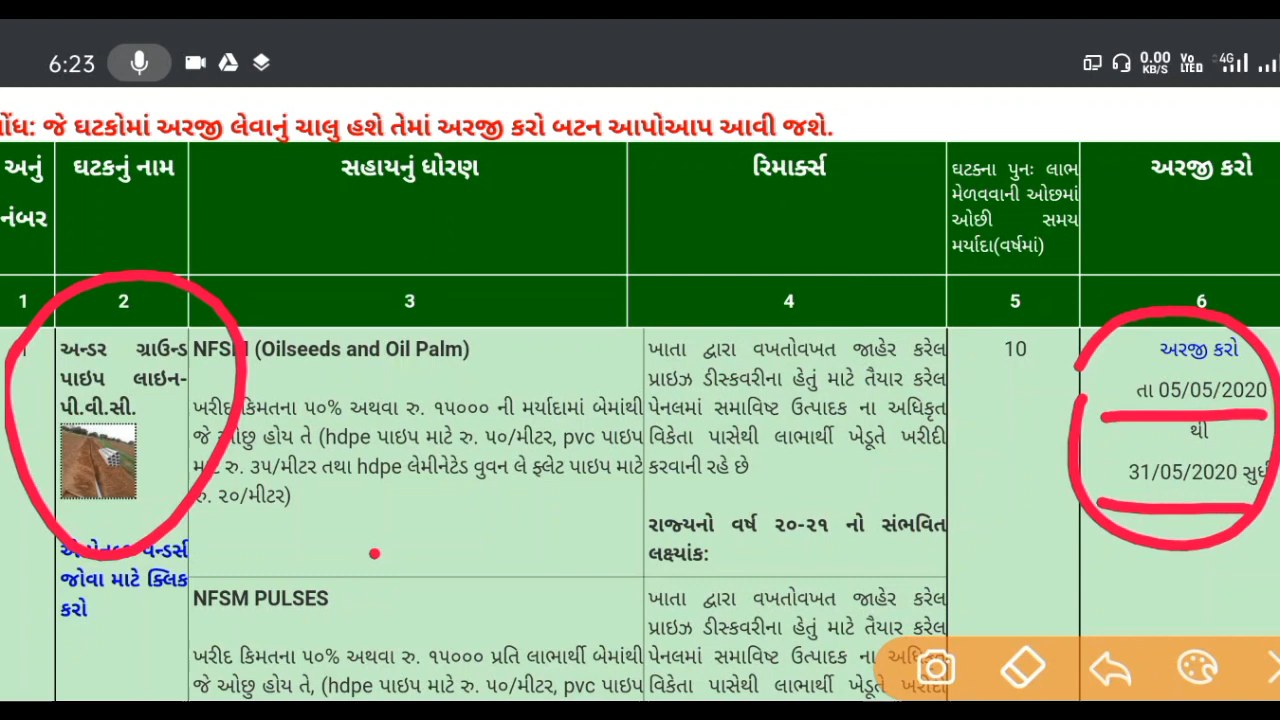 6:23
0.00 KB/S Vo LTE 4G
નોંધ: જે ઘટકોમાં અરજી લેવાનું ચાલુ હશે તેમાં અરજી કરો બટન આપોઆપ આવી જશે.
અનું નંબર
ઘટકનું નામ
સહાયનું ધોરણ
રિમાર્ક્સ
ઘટકના પુનઃ લાભ
મેળવવાની ઓછમાં
ઓછી સમય
મર્યાદા(વર્ષમાં)
અરજી કરો
1 2 3 4 5 6
અન્ડર ગ્રાઉન્ડ
પાઇપ લાઇન-
પી.વી.સી.
જોવા માટે ક્લિક
કરો
NFSM (Oilseeds and Oil Palm)
ખરીદ કિમતના ૫૦% અથવા રુ. ૧૫૦૦૦ ની મર્યાદામાં બેમાંથી
જે ઓછુ હોય તે (hdpe પાઇપ માટે રુ. ૫૦/મીટર, pvc પાઇપ
માટે રુ. ૩૫/મીટર તથા hdpe લેમીનેટેડ વુવન લે ફ્લેટ પાઇપ માટે
રુ. ૨૦/મીટર)
ખાતા દ્વારા વખતોવખત જાહેર કરેલ
પ્રાઇઝ ડીસ્કવરીના હેતું માટે તૈયાર કરેલ
પેનલમાં સમાવિષ્ટ ઉત્પાદક ના અધિકૃત
વિક્રેતા પાસેથી લાભાર્થી ખેડૂતે ખરીદી
કરવાની રહે છે
રાજ્યનો વર્ષ ૨૦-૨૧ નો સંભવિત
લક્ષ્યાંક:
10
અરજી કરો
તા 05/05/2020
થી
31/05/2020 સુધી
NFSM PULSES
ખરીદ કિમતના ૫૦% અથવા રુ. ૧૫૦૦૦ પ્રતિ લાભાર્થી બેમાંથી
જે ઓછુ હોય તે, (hdpe પાઇપ માટે રુ. ૫૦/મીટર, pvc પાઇપ
ખાતા દ્વારા વખતોવખત જાહેર કરેલ
પ્રાઇઝ ડીસ્કવરીના હેતું માટે તૈયાર કરેલ
પેનલમાં સમાવિષ્ટ ઉત્પાદક ના
વિક્રેતા પાસેથી લાભાર્થી ખેડૂતે ખરીદી